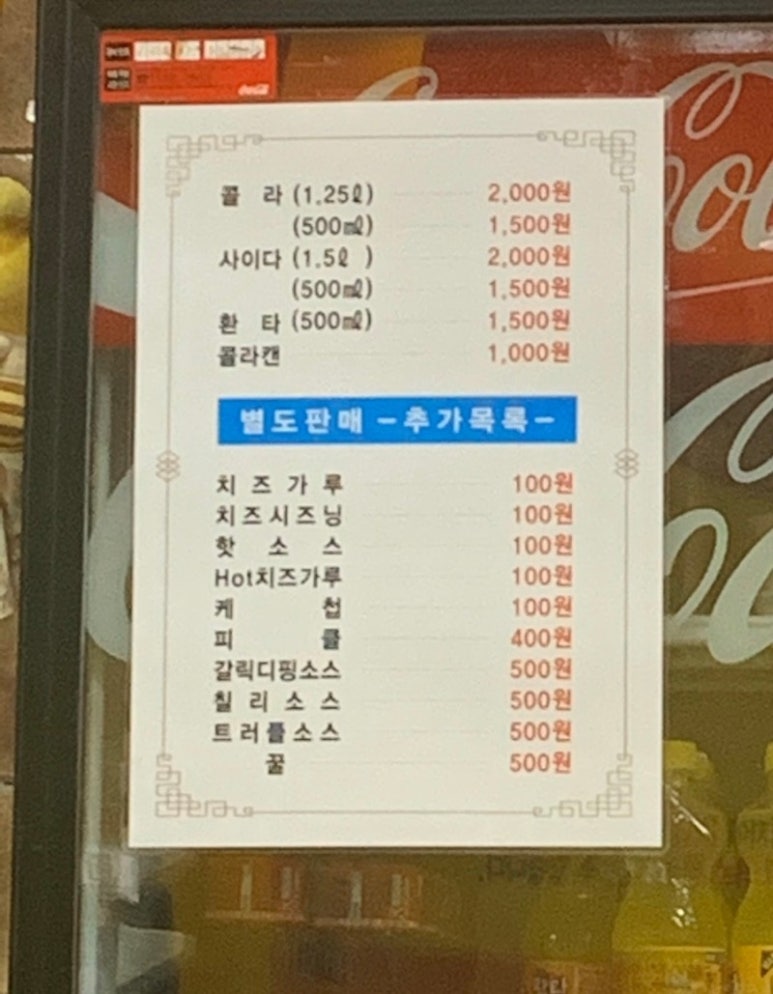 콜 라 (1.25ℓ) 2,000원
(500㎖) 1,500원
사이다 (1.5ℓ ) 2,000원
(500㎖) 1,500원
환 타 (500㎖) 1,500원
콜라캔 1,000원
별도판매 -추가목록-
치즈가루 100원
치즈시즈닝 100원
핫 소 스 100원
Hot치즈가루 100원
케 첩 100원
피 클 400원
갈릭디핑소스 500원
칠리소스 500원
트러플소스 500원
꿀 500원